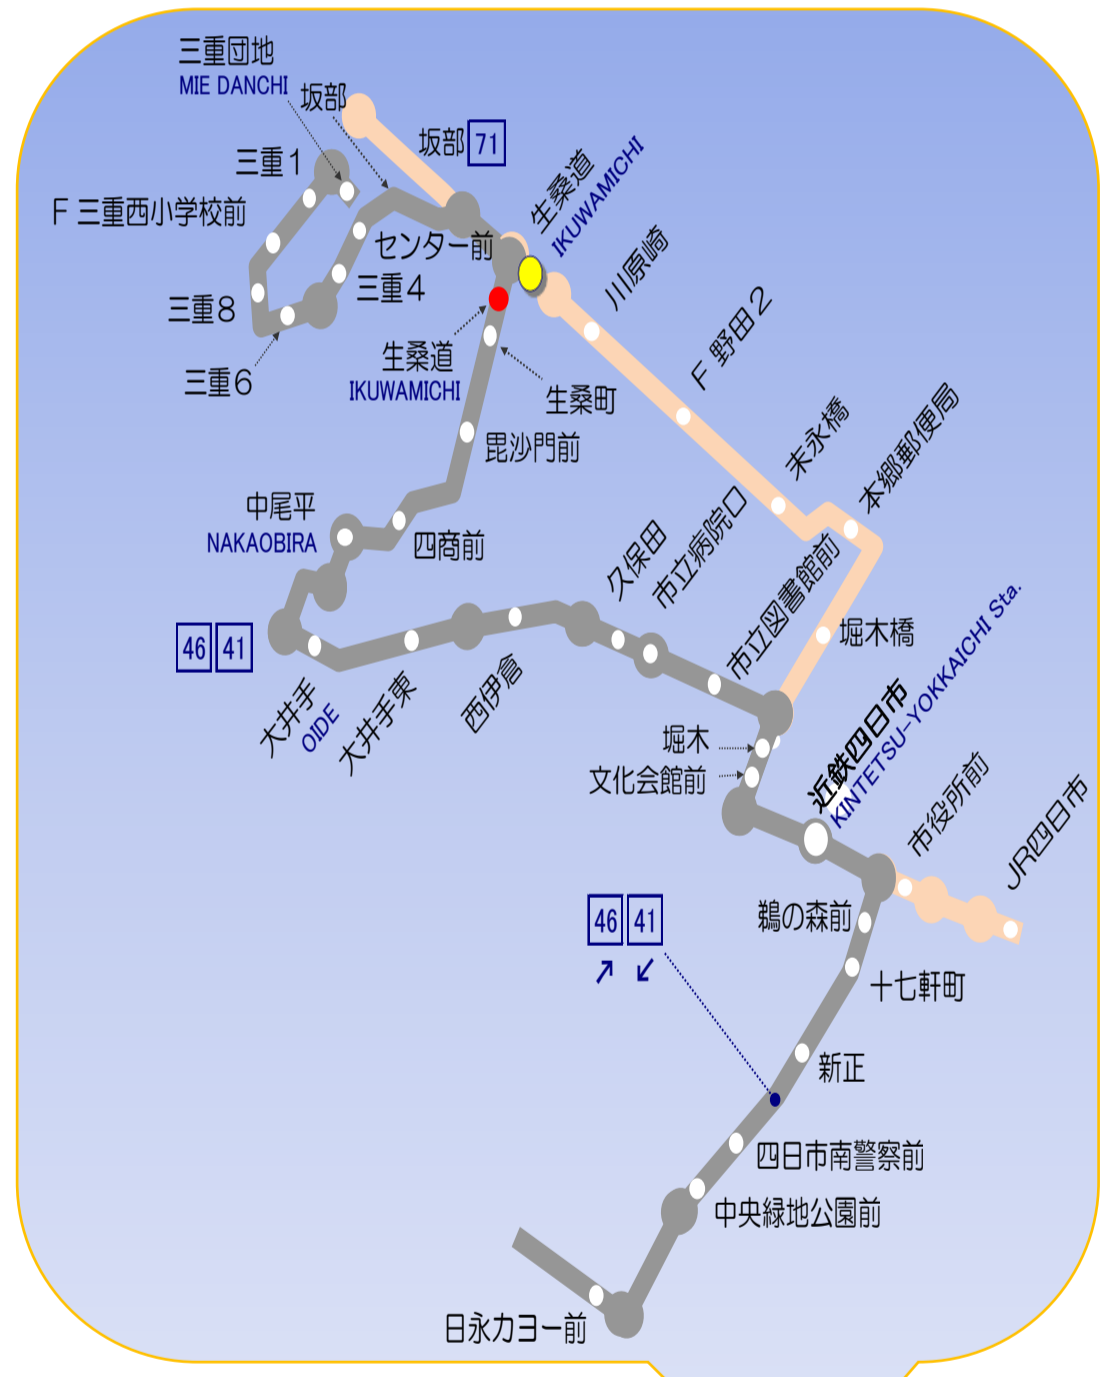 三重団地
MIE DANCHI
坂部
坂部 71
三重1
F 三重西小学校前
生桑道
IKUWAMICHI
センター前
川原崎
三重4
三重8
三重6
生桑道
IKUWAMICHI
生桑町
F 野田2
毘沙門前
末永橋
本郷郵便局
中尾平
NAKAOBIRA
四商前
久保田
市立病院口
市立図書館前
堀木橋
46 41
大井手
OIDE
大井手東
西伊倉
堀木
文化会館前
近鉄四日市
KINTETSU-YOKKAICHI Sta.
市役所前
JR四日市
46 41
↗ ↙
鵜の森前
十七軒町
新正
四日市南警察前
中央緑地公園前
日永カヨー前